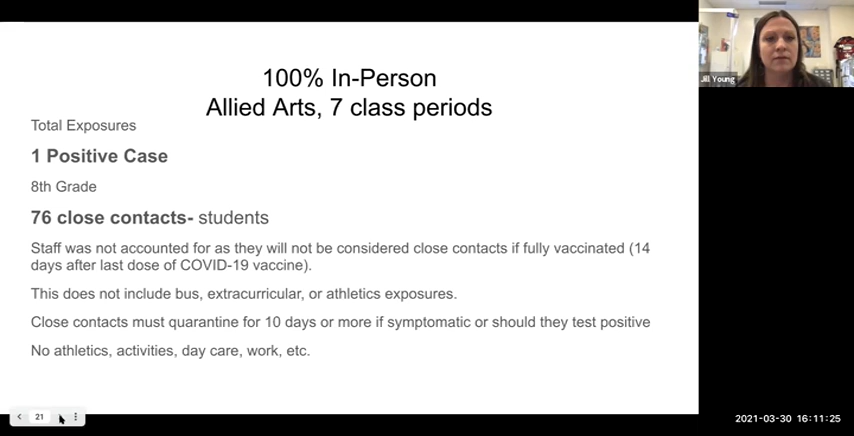 100% In-Person
Allied Arts, 7 class periods
Total Exposures
1 Positive Case
8th Grade
76 close contacts- students
Staff was not accounted for as they will not be considered close contacts if fully vaccinated (14
days after last dose of COVID-19 vaccine).
This does not include bus, extracurricular, or athletics exposures.
Close contacts must quarantine for 10 days or more if symptomatic or should they test positive
No athletics, activities, day care, work, etc.
21
Jill Young
2021-03-30 16:11:25